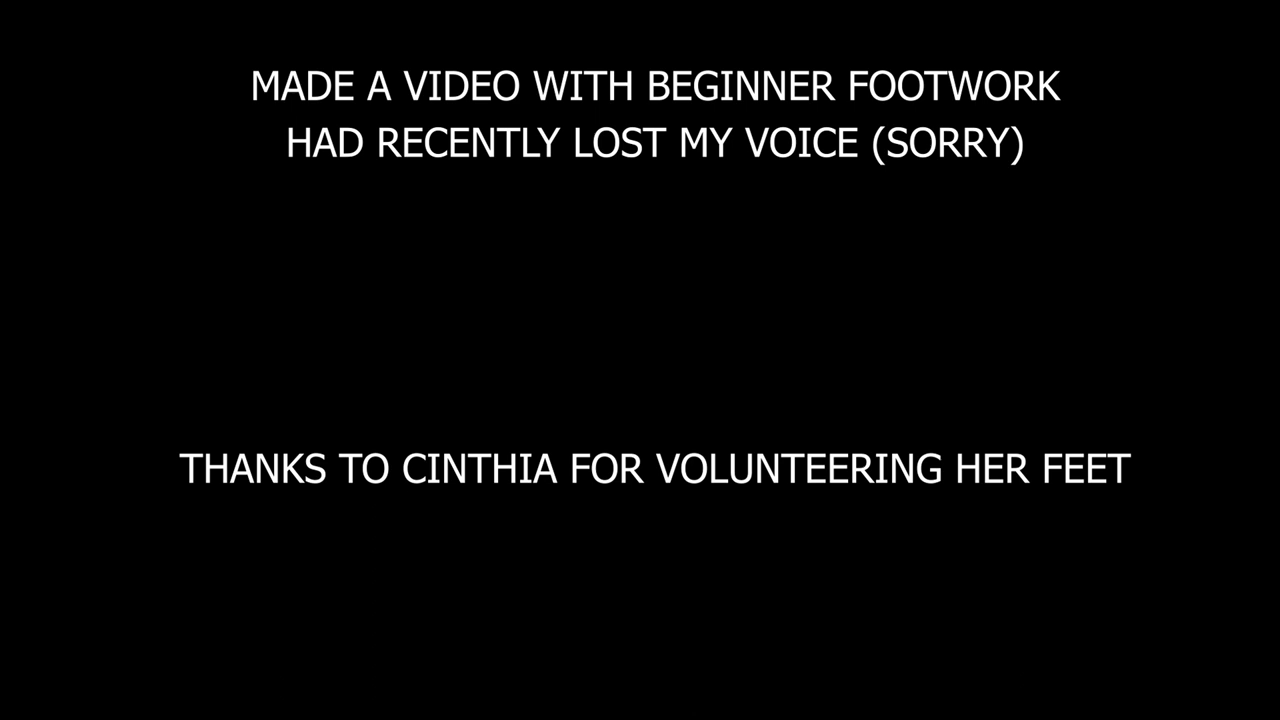 MADE A VIDEO WITH BEGINNER FOOTWORK
HAD RECENTLY LOST MY VOICE (SORRY)
THANKS TO CINTHIA FOR VOLUNTEERING HER FEET